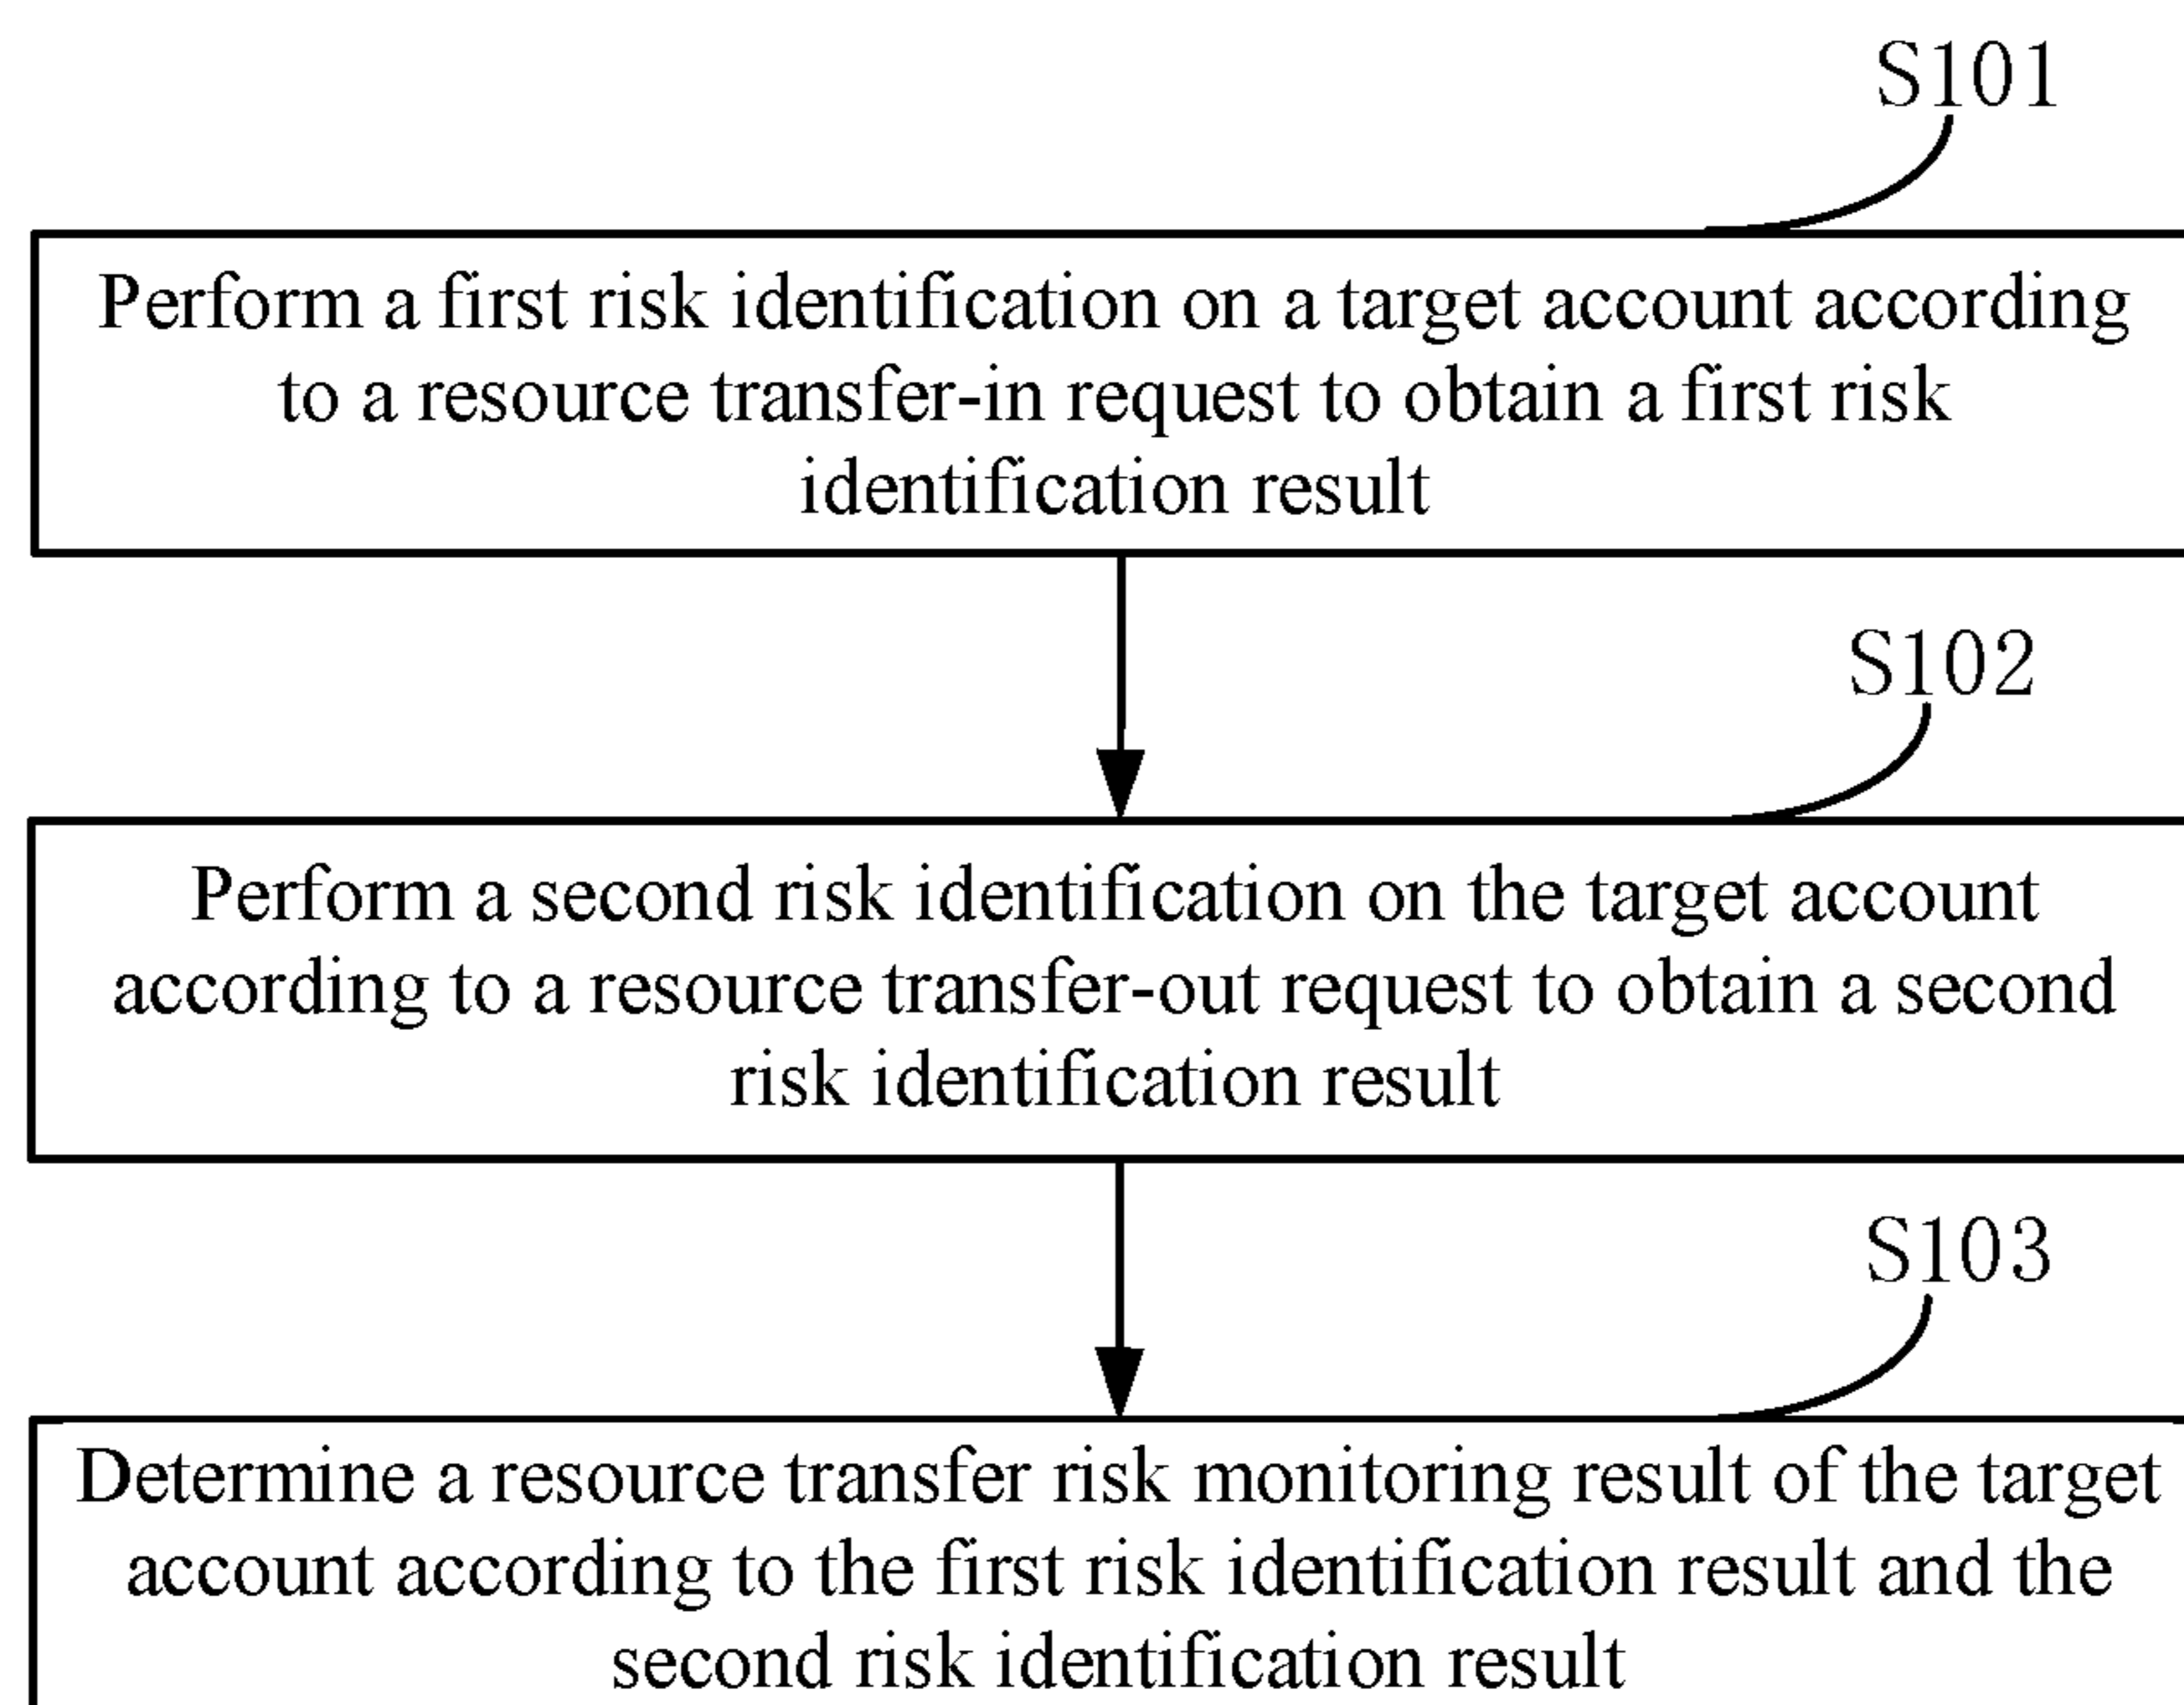 S101
Perform a first risk identification on a target account according
to a resource transfer-in request to obtain a first risk
identification result
S102
Perform a second risk identification on the target account
according to a resource transfer-out request to obtain a second
risk identification result
S103
Determine a resource transfer risk monitoring result of the target
account according to the first risk identification result and the
second risk identification result